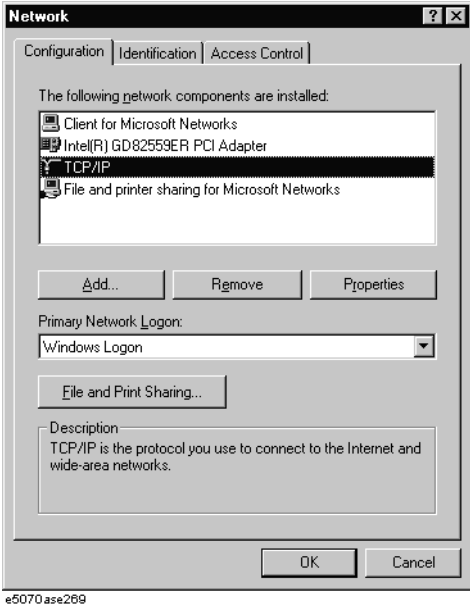 Network
Configuration Identification Access Control
The following network components are installed:
Client for Microsoft Networks
Intel(R) GD82559ER PCI Adapter
TCP/IP
File and printer sharing for Microsoft Networks
Add... Remove Properties
Primary Network Logon:
Windows Logon
File and Print Sharing...
Description
TCP/IP is the protocol you use to connect to the Internet and
wide-area networks.
OK Cancel
e5070ase269